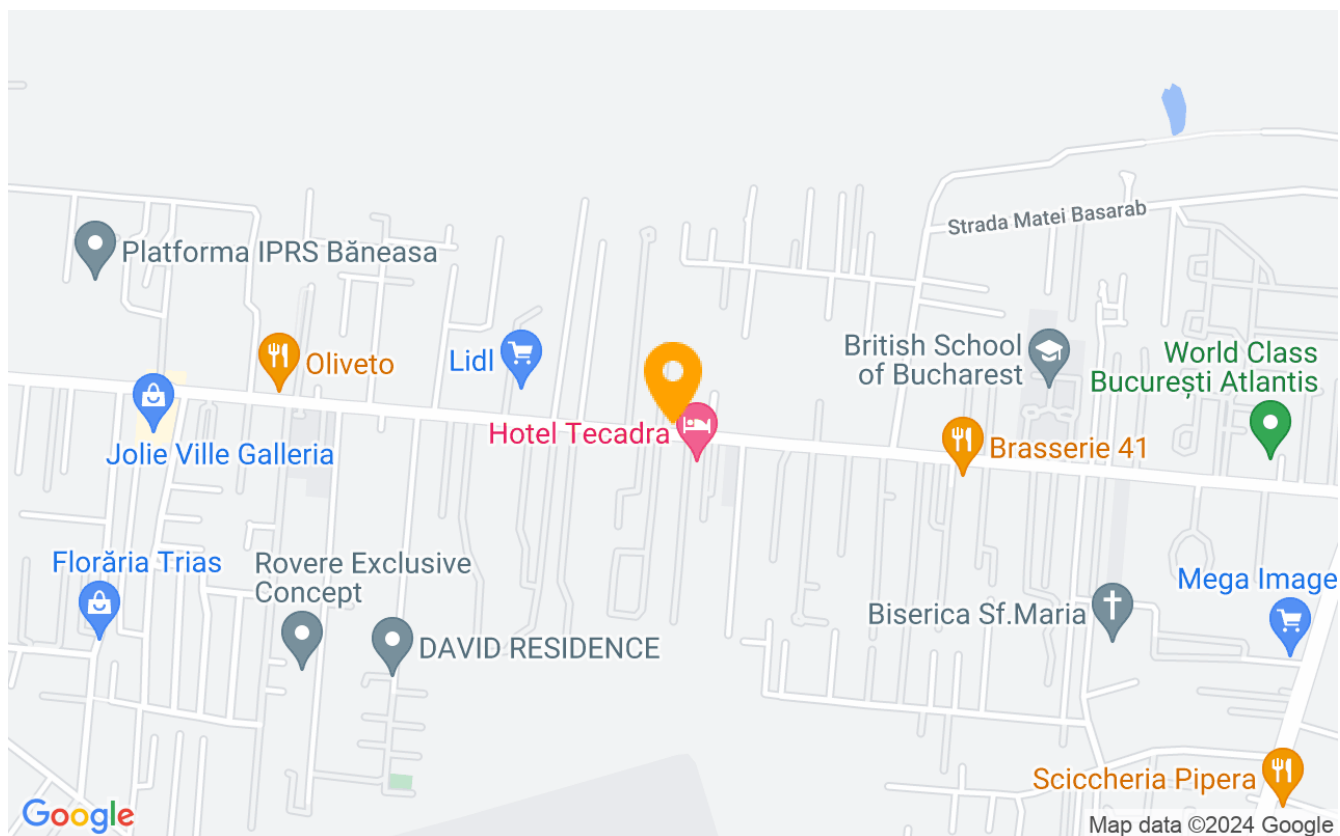 Strada Matei Basarab
Platforma IPRS Băneasa
Oliveto
Lidl
British School
of Bucharest
World Class
București Atlantis
Hotel Tecadra
Jolie Ville Galleria
Brasserie 41
Florăria Trias
Rovere Exclusive
Concept
DAVID RESIDENCE
Biserica Sf.Maria
Mega Image
Sciccheria Pipera
Google
Map data ©2024 Google